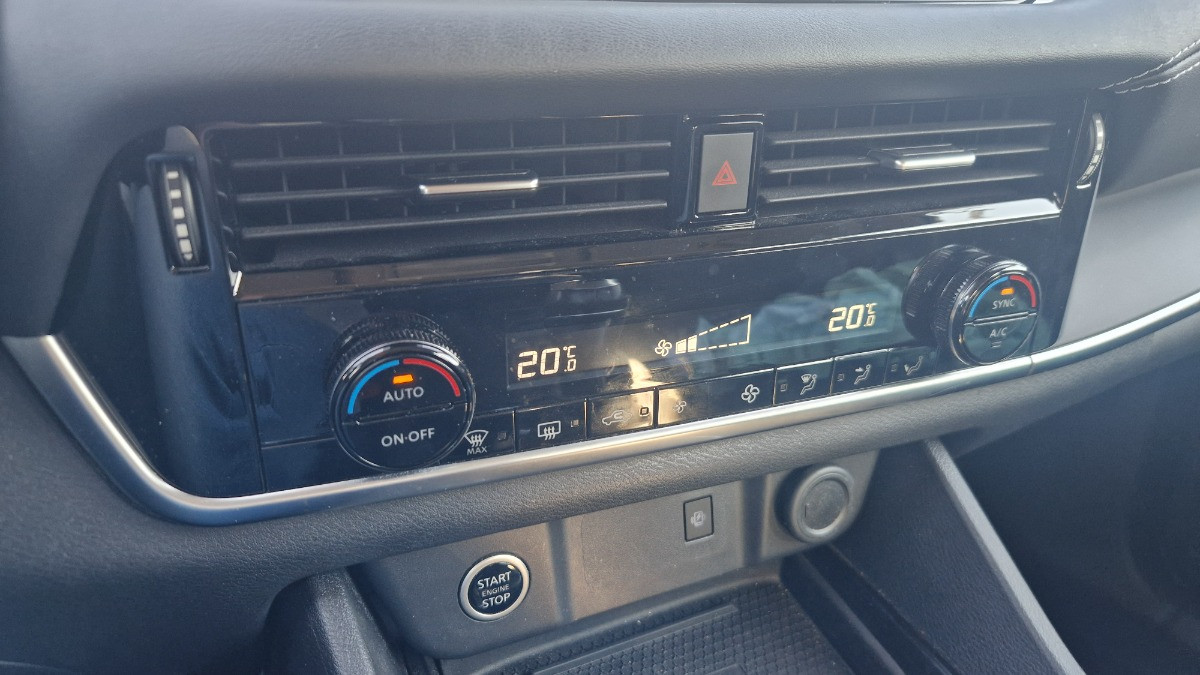 20.0°C
20.0°C
AUTO
ON·OFF
SYNC
A/C
MAX
START
ENGINE
STOP